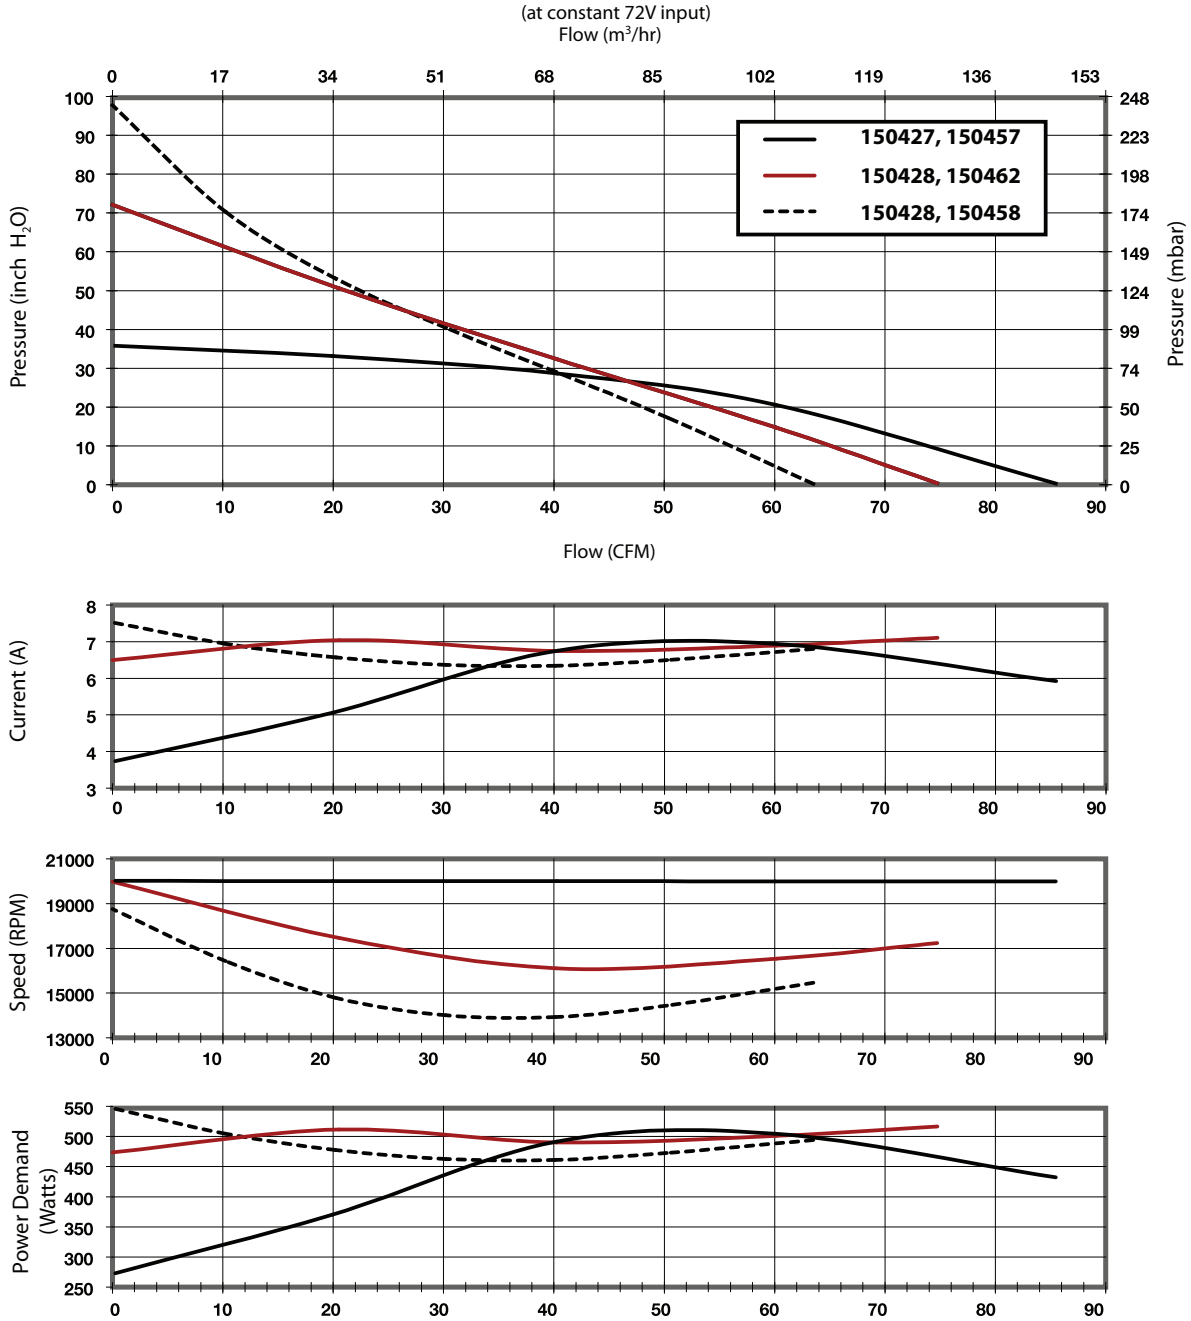 (at constant 72V input)
Flow (m³/hr)
0 17 34 51 68 85 102 119 136 153
100 248
90 223
80 198
70 174
60 149
50 124
40 99
30 74
20 50
10 25
0 0
Pressure (inch H₂O)
Pressure (mbar)
150427, 150457
150428, 150462
150428, 150458
0 10 20 30 40 50 60 70 80 90
Flow (CFM)
Current (A)
8
7
6
5
4
3
0 10 20 30 40 50 60 70 80 90
Speed (RPM)
21000
19000
17000
15000
13000
0 10 20 30 40 50 60 70 80 90
Power Demand
(Watts)
550
500
450
400
350
300
250
0 10 20 30 40 50 60 70 80 90